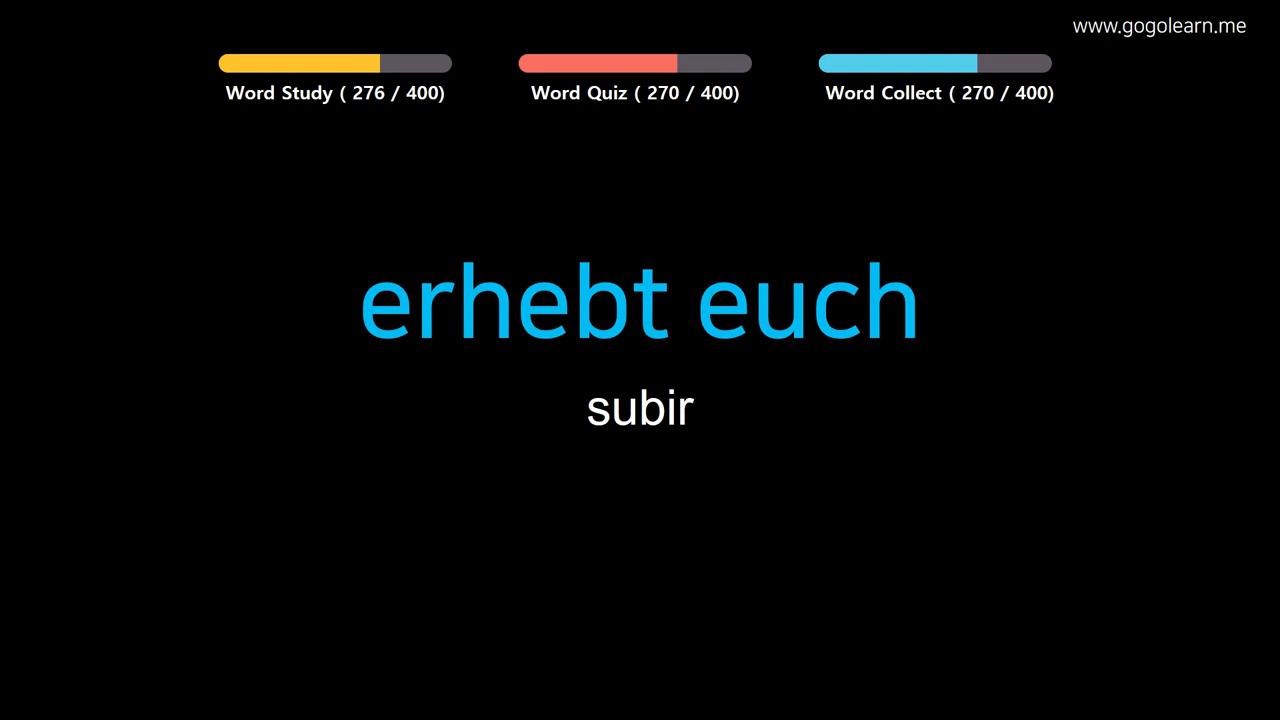 www.gogolearn.me
Word Study ( 276 / 400)
Word Quiz ( 270 / 400)
Word Collect ( 270 / 400)
erhebt euch
subir